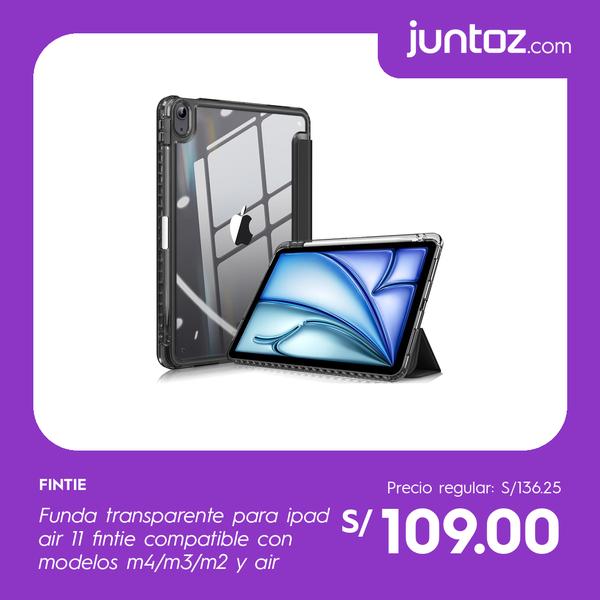 juntoz.com
FINTIE
Funda transparente para ipad
air 11 fintie compatible con
modelos m4/m3/m2 y air
Precio regular: S/136.25
S/109.00